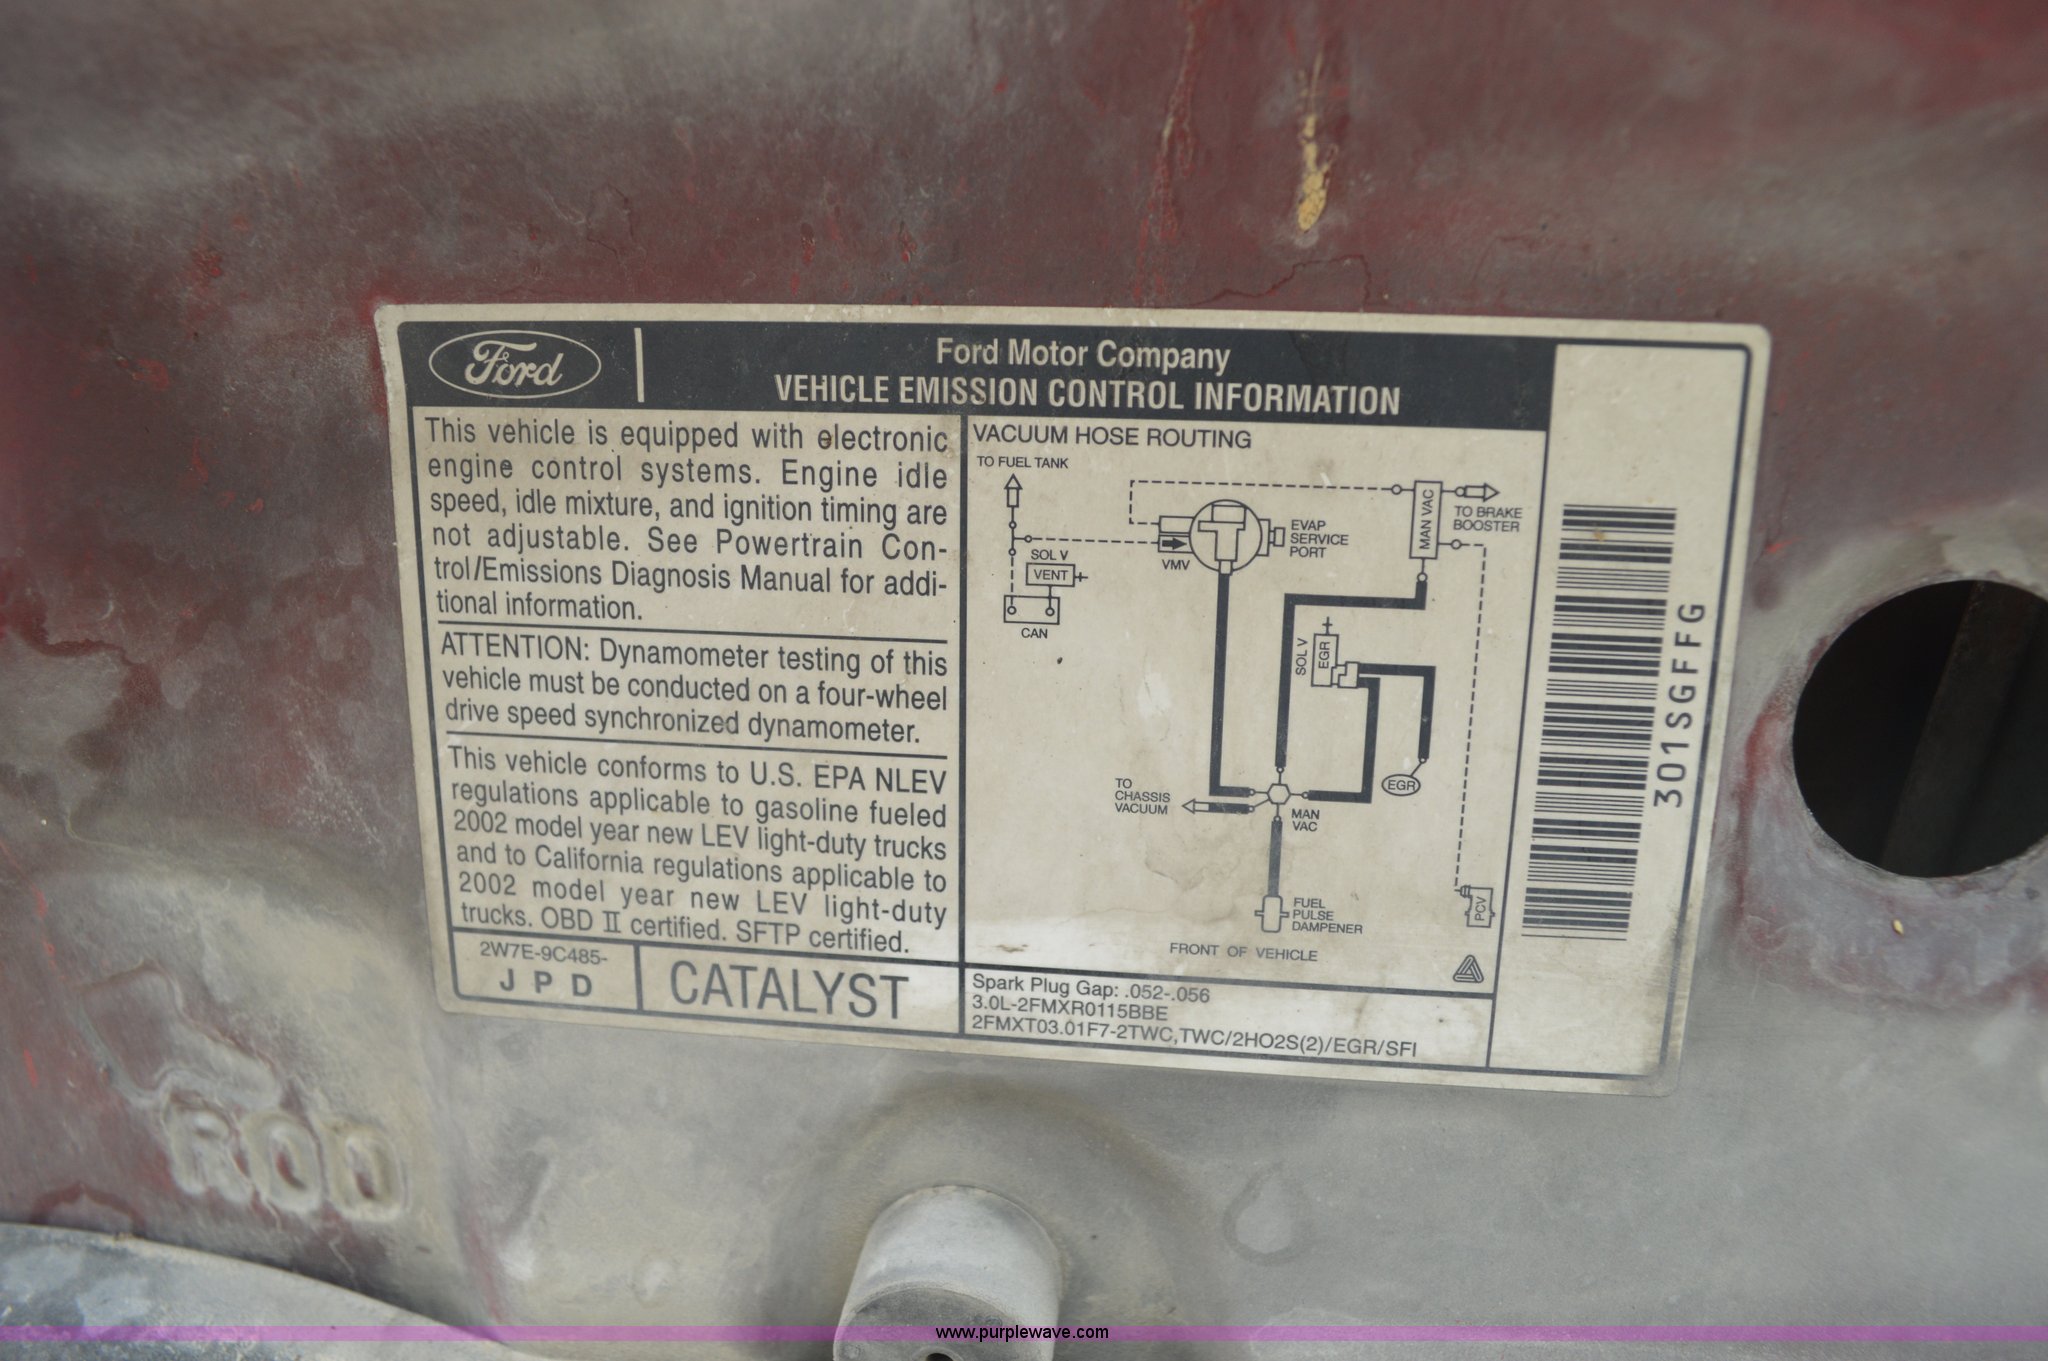 Ford
Ford Motor Company
VEHICLE EMISSION CONTROL INFORMATION
This vehicle is equipped with electronic
engine control systems. Engine idle
speed, idle mixture, and ignition timing are
not adjustable. See Powertrain Con-
trol/Emissions Diagnosis Manual for addi-
tional information.
ATTENTION: Dynamometer testing of this
vehicle must be conducted on a four-wheel
drive speed synchronized dynamometer.
This vehicle conforms to U.S. EPA NLEV
regulations applicable to gasoline fueled
2002 model year new LEV light-duty trucks
and to California regulations applicable to
2002 model year new LEV light-duty
trucks. OBD II certified. SFTP certified.
2W7E-9C485-
J P D
CATALYST
VACUUM HOSE ROUTING
TO FUEL TANK
SOL V
VENT
CAN
VMV
EVAP
SERVICE
PORT
MAN VAC
TO BRAKE
BOOSTER
SOL V
EGR
EGR
TO
CHASSIS
VACUUM
MAN
VAC
FUEL
PULSE
DAMPENER
PCV
FRONT OF VEHICLE
Spark Plug Gap: .052-.056
3.0L-2FMXR0115BBE
2FMXT03.01F7-2TWC,TWC/2HO2S(2)/EGR/SFI
301SGFFG
ROD
www.purplewave.com